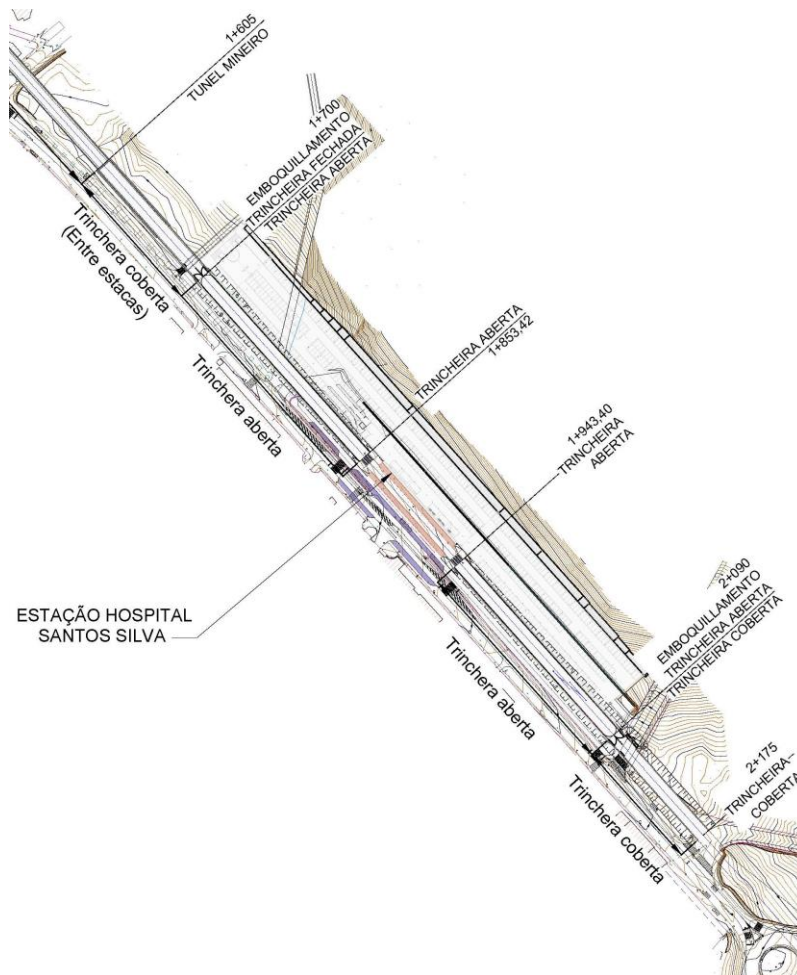 1+605
TUNEL MINEIRO
1+700
EMBOQUILLAMENTO
TRINCHEIRA FECHADA
TRINCHEIRA ABERTA
Trinchera coberta
(Entre estacas)
TRINCHEIRA ABERTA
1+853,42
Trinchera aberta
1+943,40
TRINCHEIRA
ABERTA
ESTAÇÃO HOSPITAL
SANTOS SILVA
2+090
EMBOQUILLAMENTO
TRINCHEIRA ABERTA
TRINCHEIRA COBERTA
Trinchera aberta
2+175
TRINCHEIRA-
COBERTA
Trinchera coberta